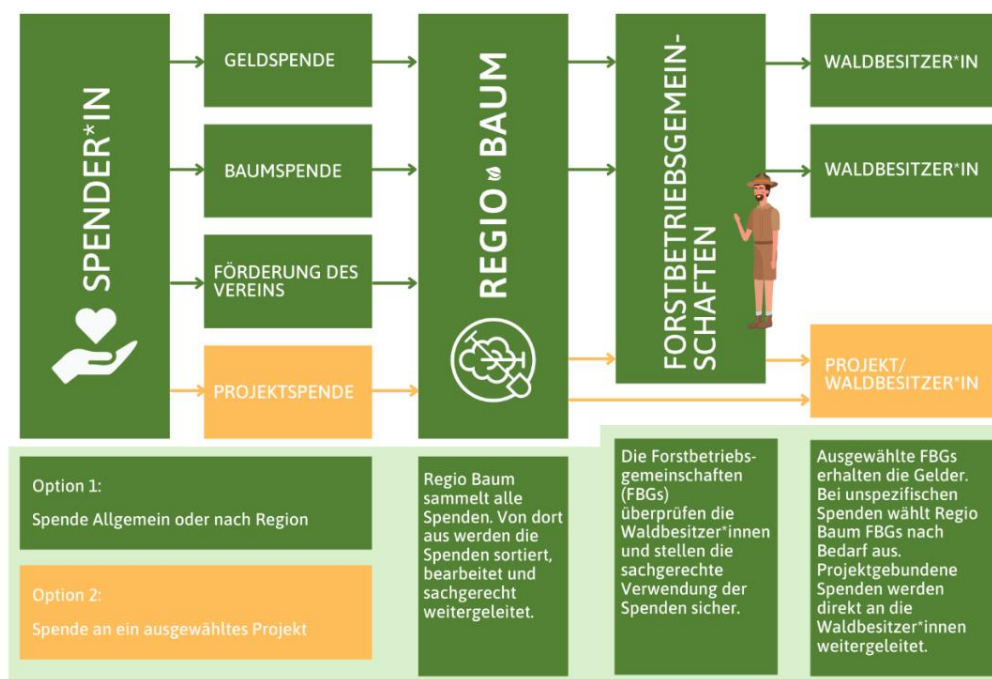 SPENDER*IN
GELDSPENDE
BAUMSPENDE
FÖRDERUNG DES
VEREINS
PROJEKTSPENDE
REGIO BAUM
FORSTBETRIEBSGEMEIN-
SCHAFTEN
WALDBESITZER*IN
WALDBESITZER*IN
PROJEKT/
WALDBESITZER*IN
Option 1:
Spende Allgemein oder nach Region
Option 2:
Spende an ein ausgewähltes Projekt
Regio Baum
sammelt alle
Spenden. Von dort
aus werden die
Spenden sortiert,
bearbeitet und
sachgerecht
weitergeleitet.
Die Forstbetriebs-
gemeinschaften
(FBGs)
überprüfen die
Waldbesitzer*innen
und stellen die
sachgerechte
Verwendung der
Spenden sicher.
Ausgewählte FBGs
erhalten die Gelder.
Bei unspezifischen
Spenden wählt Regio
Baum FBGs nach
Bedarf aus.
Projektgebundene
Spenden werden
direkt an die
Waldbesitzer*innen
weitergeleitet.